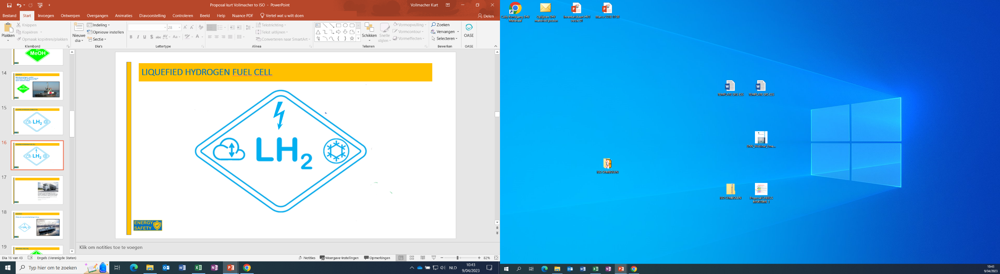 Proposal kurt Vollmacher to ISO - PowerPoint
Vollmacher Kurt
Bestand Start Invoegen Ontwerpen Overgangen Animaties Diavoorstelling Controleren Beeld Help Nuance PDF Vertel wat u wilt doen
Delen
Plakken
Knippen
Kopiëren
Opmaak kopiëren/plakken
Klembord
Nieuwe dia
Indeling
Opnieuw instellen
Sectie
Dia's
28
Lettertype
Tekstrichting
Tekst uitlijnen
Converteren naar SmartArt
Alinea
Schikken
Snelle stijlen
Vormopvulling
Vormcontour
Vormeffecten
Tekenen
Zoeken
Vervangen
Selecteren
Bewerken
OASE
OASE
MeOH
14
MeOH
15
LH2
16
LH2
17
18
LH2
19
LIQUEFIED HYDROGEN FUEL CELL
LH2
ENERGY
SAFETY
Klik om notities toe te voegen
Dia 16 van 43
Engels (Verenigde Staten)
Notities
Weergave-instellingen
Opmerkingen
82%
Typ hier om te zoeken
NLD
10:43
9/04/2023
Cally Rondgang THV
Materiaal
Oplijsten THV
materieel posten
Inventariskaart HV1
versie 01
Marco 2018 11 08
TEMPLATE ERG ESS
TEMPLATE ERS ESS
DNV_Webinar_Eme...
ISO SYMBOLEN
ISO SYMBOLEN
Proposal LABELS
MARITIME 1
10:43
9/04/2023